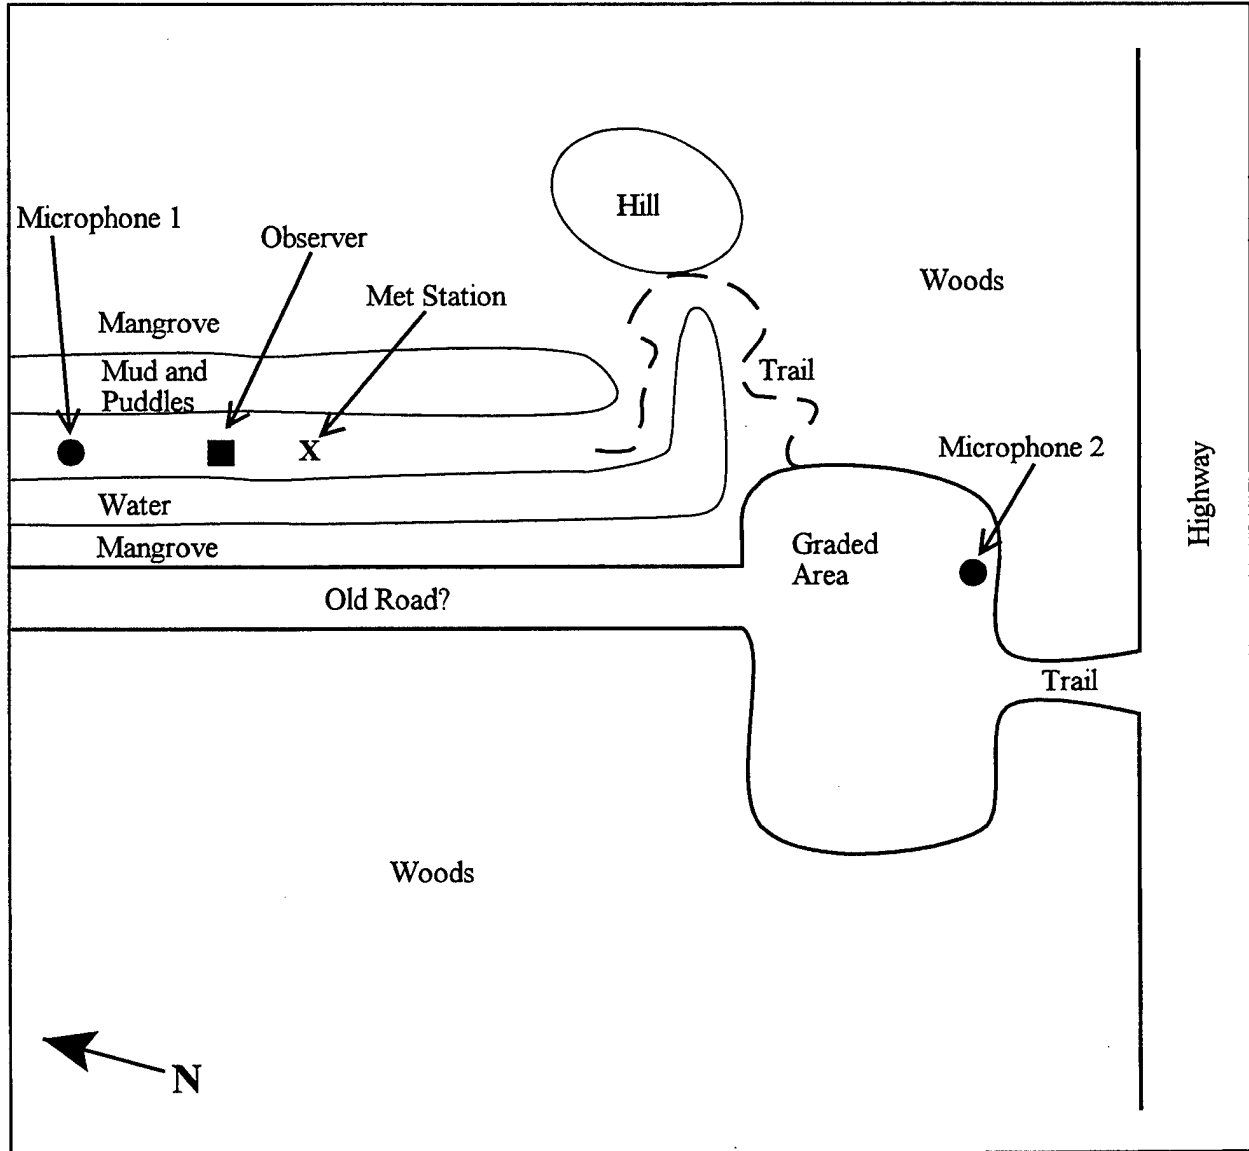 Hill
Microphone 1
Observer
Woods
Met Station
Mangrove
Mud and
Puddles
Trail
X
Microphone 2
Highway
Water
Mangrove
Graded
Area
Old Road?
Trail
Woods
N